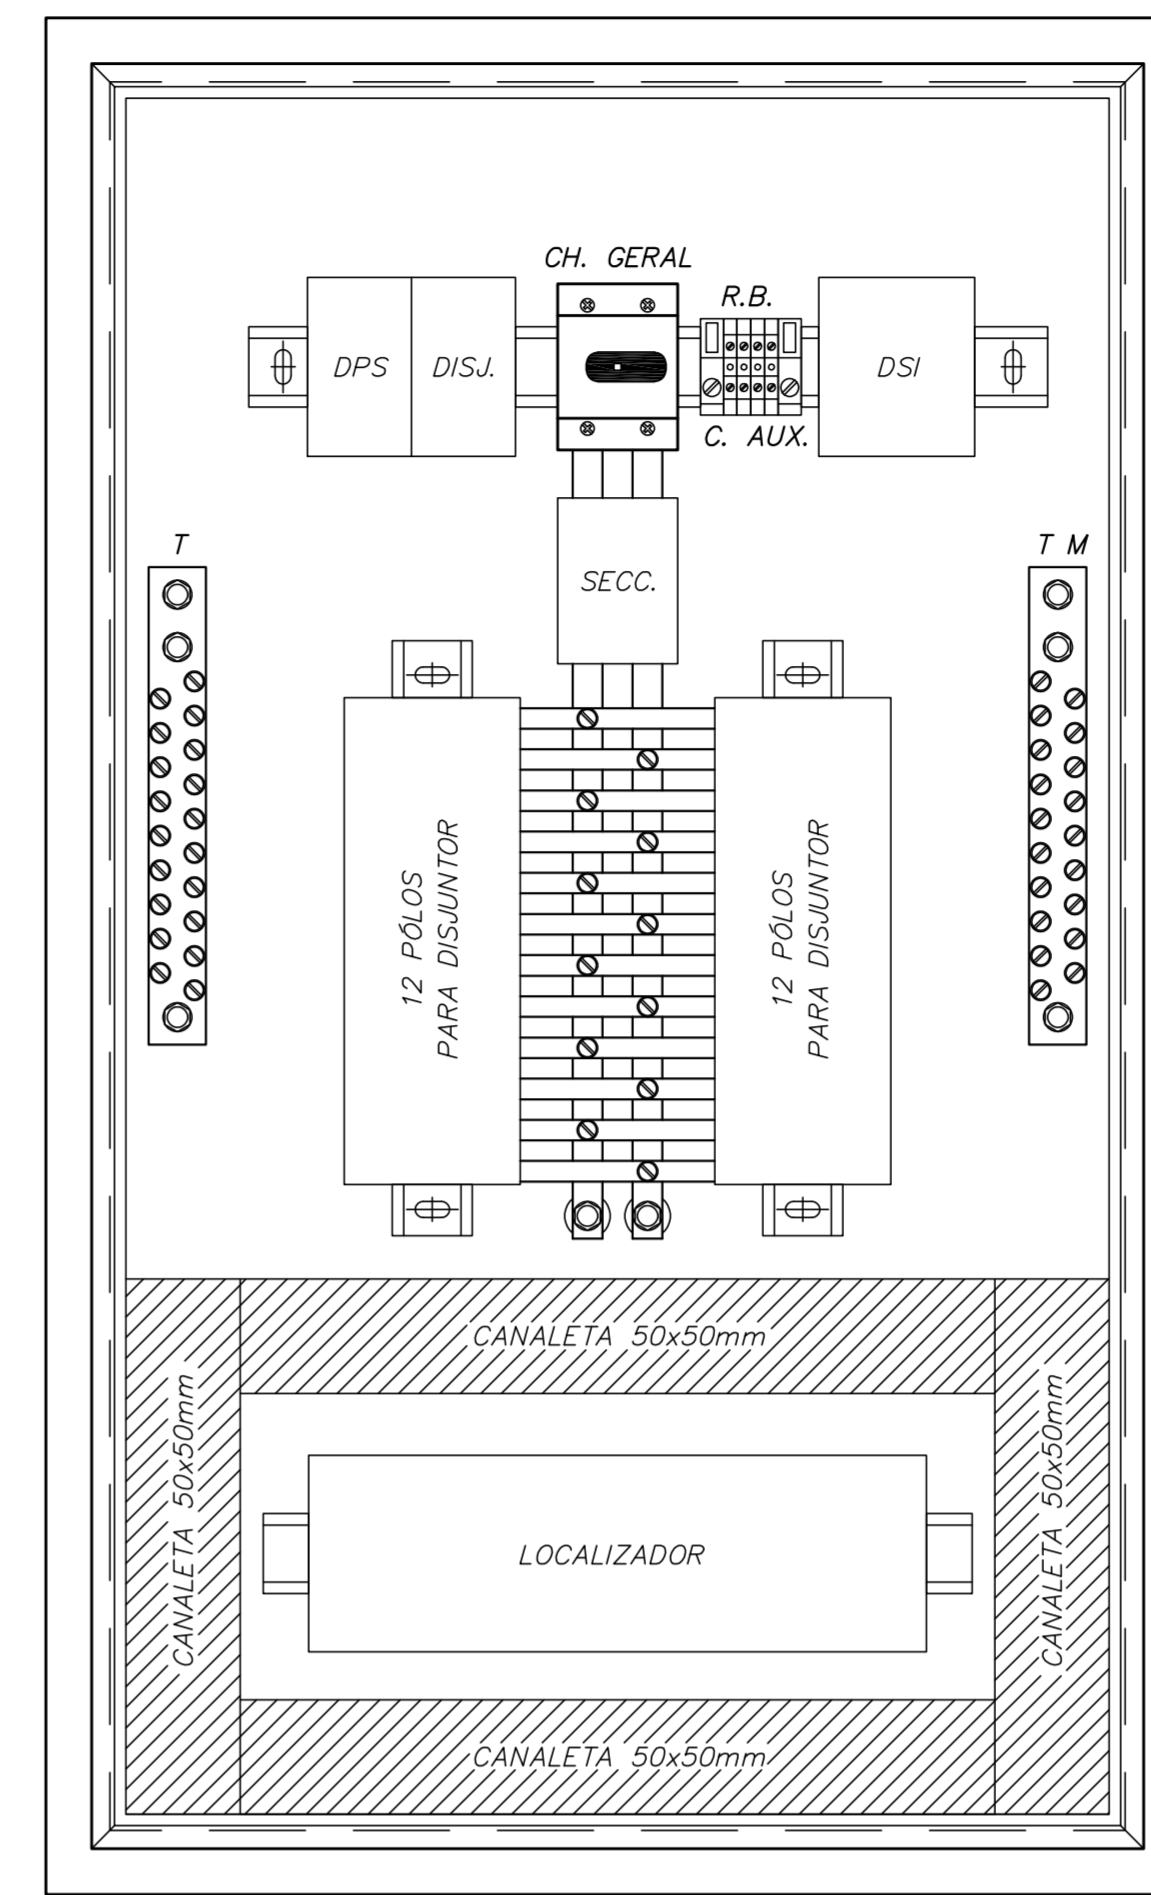 CH. GERAL
R.B.
DPS
DISJ.
DSI
C. AUX.
T
T M
SECC.
12 PÓLOS
PARA DISJUNTOR
12 PÓLOS
PARA DISJUNTOR
CANALETA 50x50mm
CANALETA 50x50mm
CANALETA 50x50mm
LOCALIZADOR
CANALETA 50x50mm